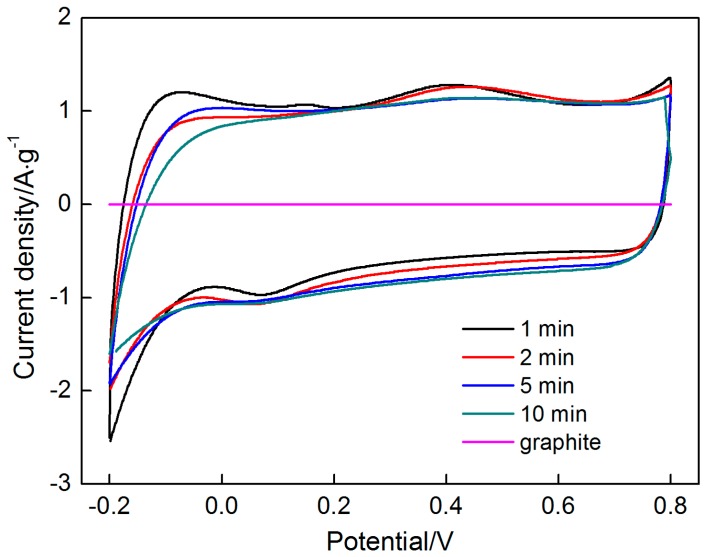 2
1
0
-1
-2
-3
Current density/A·g-1
-0.2 0.0 0.2 0.4 0.6 0.8
Potential/V
1 min
2 min
5 min
10 min
graphite